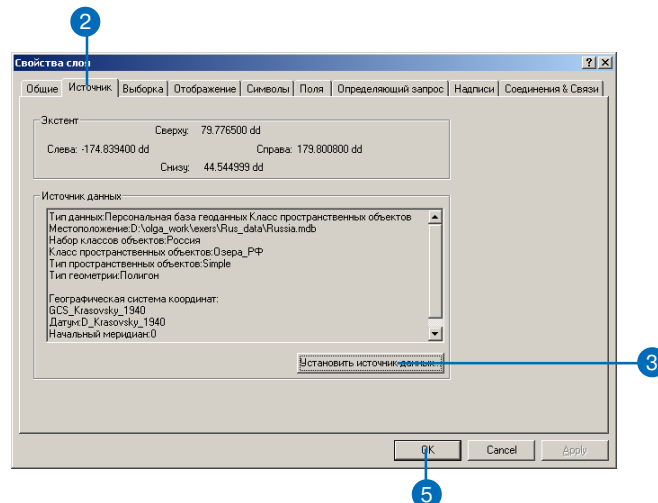 2
Свойства слоя
Общие Источник Выборка Отображение Символы Поля Определяющий запрос Надписи Соединения & Связи
Экстент
Сверху: 79.776500 dd
Слева: -174.839400 dd Справа: 179.800800 dd
Снизу: 44.544999 dd
Источник данных
Тип данных:Персональная база геоданных Класс пространственных объектов
Местоположение:D:\olga_work\exers\Rus_data\Russia.mdb
Набор классов объектов:Россия
Класс пространственных объектов:Озера_РФ
Тип пространственных объектов:Simple
Тип геометрии:Полигон
Географическая система координат:
GCS_Krasovsky_1940
Датум:D_Krasovsky_1940
Начальный меридиан:0
Установить источник данных...
3
OK Cancel Apply
5